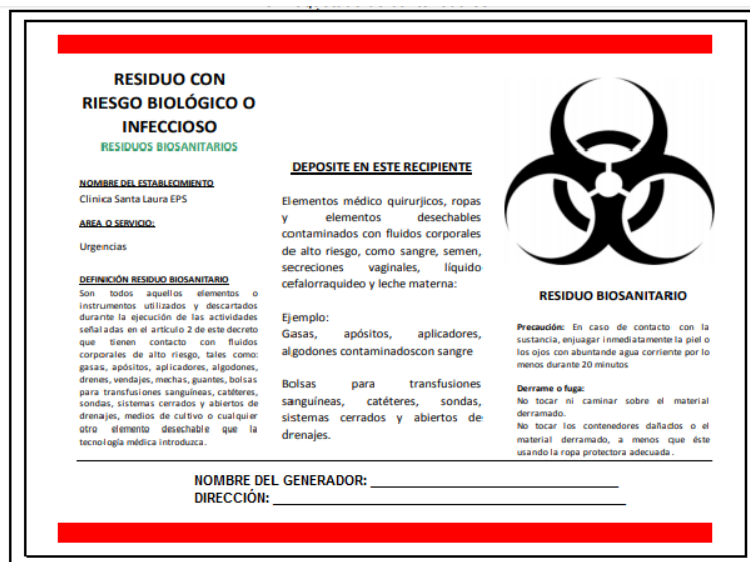 RESIDUO CON
RIESGO BIOLÓGICO O
INFECCIOSO
RESIDUOS BIOSANITARIOS
NOMBRE DEL ESTABLECIMIENTO
Clinica Santa Laura EPS
AREA O SERVICIO:
Urgencias
DEFINICIÓN RESIDUO BIOSANITARIO
Son todos aquellos elementos o
instrumentos utilizados y descartados
durante la ejecución de las actividades
señaladas en el artículo 2 de este decreto
que tienen contacto con fluidos
corporales de alto riesgo, tales como:
gasas, apósitos, aplicadores, algodones,
drenes, vendajes, mechas, guantes, bolsas
para transfusiones sanguíneas, catéteres,
sondas, sistemas cerrados y abiertos de
drenajes, medios de cultivo o cualquier
otro elemento desechable que la
tecnología médica introduzca.
DEPOSITE EN ESTE RECIPIENTE
Elementos médico quirurjicos, ropas
y elementos desechables
contaminados con fluidos corporales
de alto riesgo, como sangre, semen,
secreciones vaginales, líquido
cefalorraquideo y leche materna:
Ejemplo:
Gasas, apósitos, aplicadores,
algodones contaminadoscon sangre
Bolsas para transfusiones
sanguíneas, catéteres, sondas,
sistemas cerrados y abiertos de
drenajes.
RESIDUO BIOSANITARIO
Precaución: En caso de contacto con la
sustancia, enjuagar inmediatamente la piel o
los ojos con abundante agua corriente por lo
menos durante 20 minutos
Derrame o fuga:
No tocar ni caminar sobre el material
derramado.
No tocar los contenedores dañados o el
material derramado, a menos que éste
usando la ropa protectora adecuada.
NOMBRE DEL GENERADOR:
DIRECCIÓN: